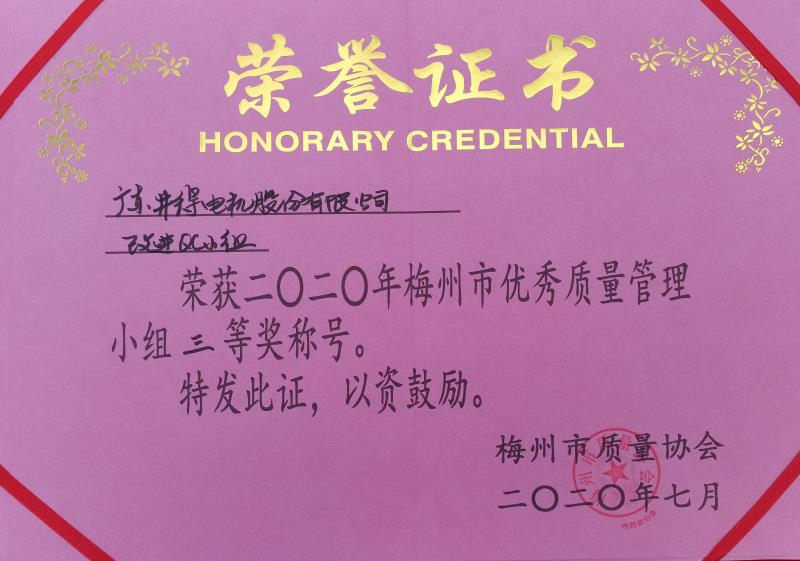 荣誉证书
HONORARY CREDENTIAL
广东井得电机股份有限公司
改进QC小组
荣获二〇二〇年梅州市优秀质量管理
小组三等奖称号。
特发此证，以资鼓励。
梅州市质量协会
二〇二〇年七月